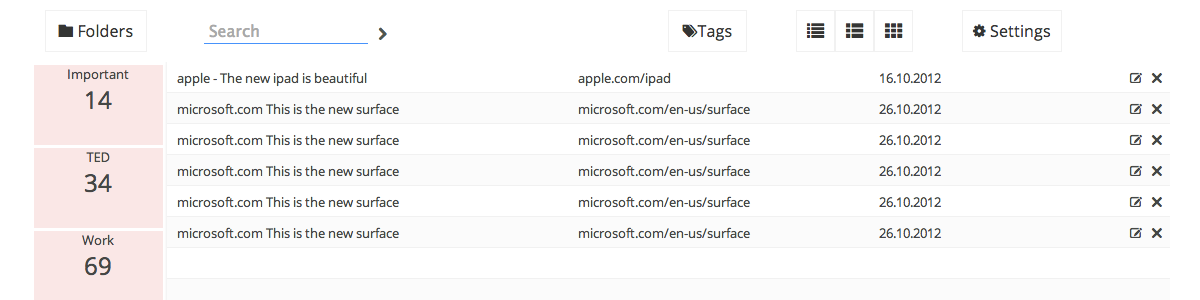 Folders Search Tags Settings
Important
14
TED
34
Work
69
apple - The new ipad is beautiful apple.com/ipad 16.10.2012
microsoft.com This is the new surface microsoft.com/en-us/surface 26.10.2012
microsoft.com This is the new surface microsoft.com/en-us/surface 26.10.2012
microsoft.com This is the new surface microsoft.com/en-us/surface 26.10.2012
microsoft.com This is the new surface microsoft.com/en-us/surface 26.10.2012
microsoft.com This is the new surface microsoft.com/en-us/surface 26.10.2012